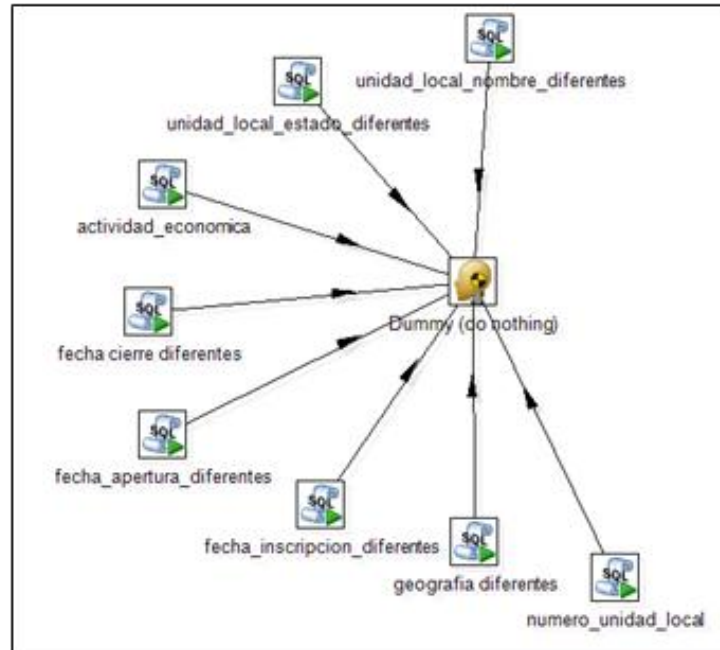 SQL
unidad_local_nombre_diferentes
SQL
unidad_local_estado_diferentes
SQL
actividad_economica
SQL
fecha cierre diferentes
Dummy (do nothing)
SQL
fecha_apertura_diferentes
SQL
fecha_inscripcion_diferentes
SQL
geografia diferentes
SQL
numero_unidad_local